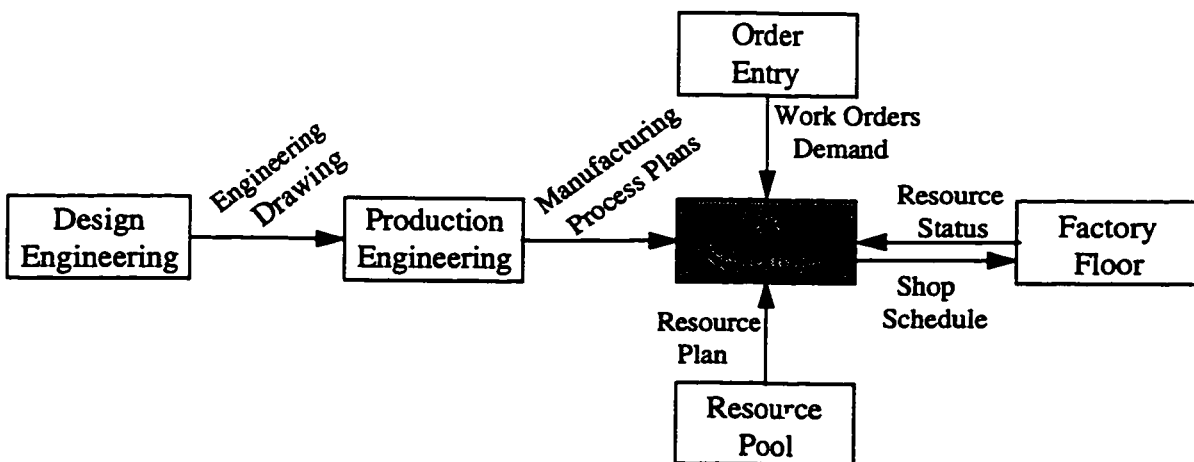 Order
Entry
Work Orders
Demand
Engineering
Drawing
Manufacturing
Process Plans
Design
Engineering
Production
Engineering
Resource
Status
Factory
Floor
Shop
Schedule
Resource
Plan
Resource
Pool